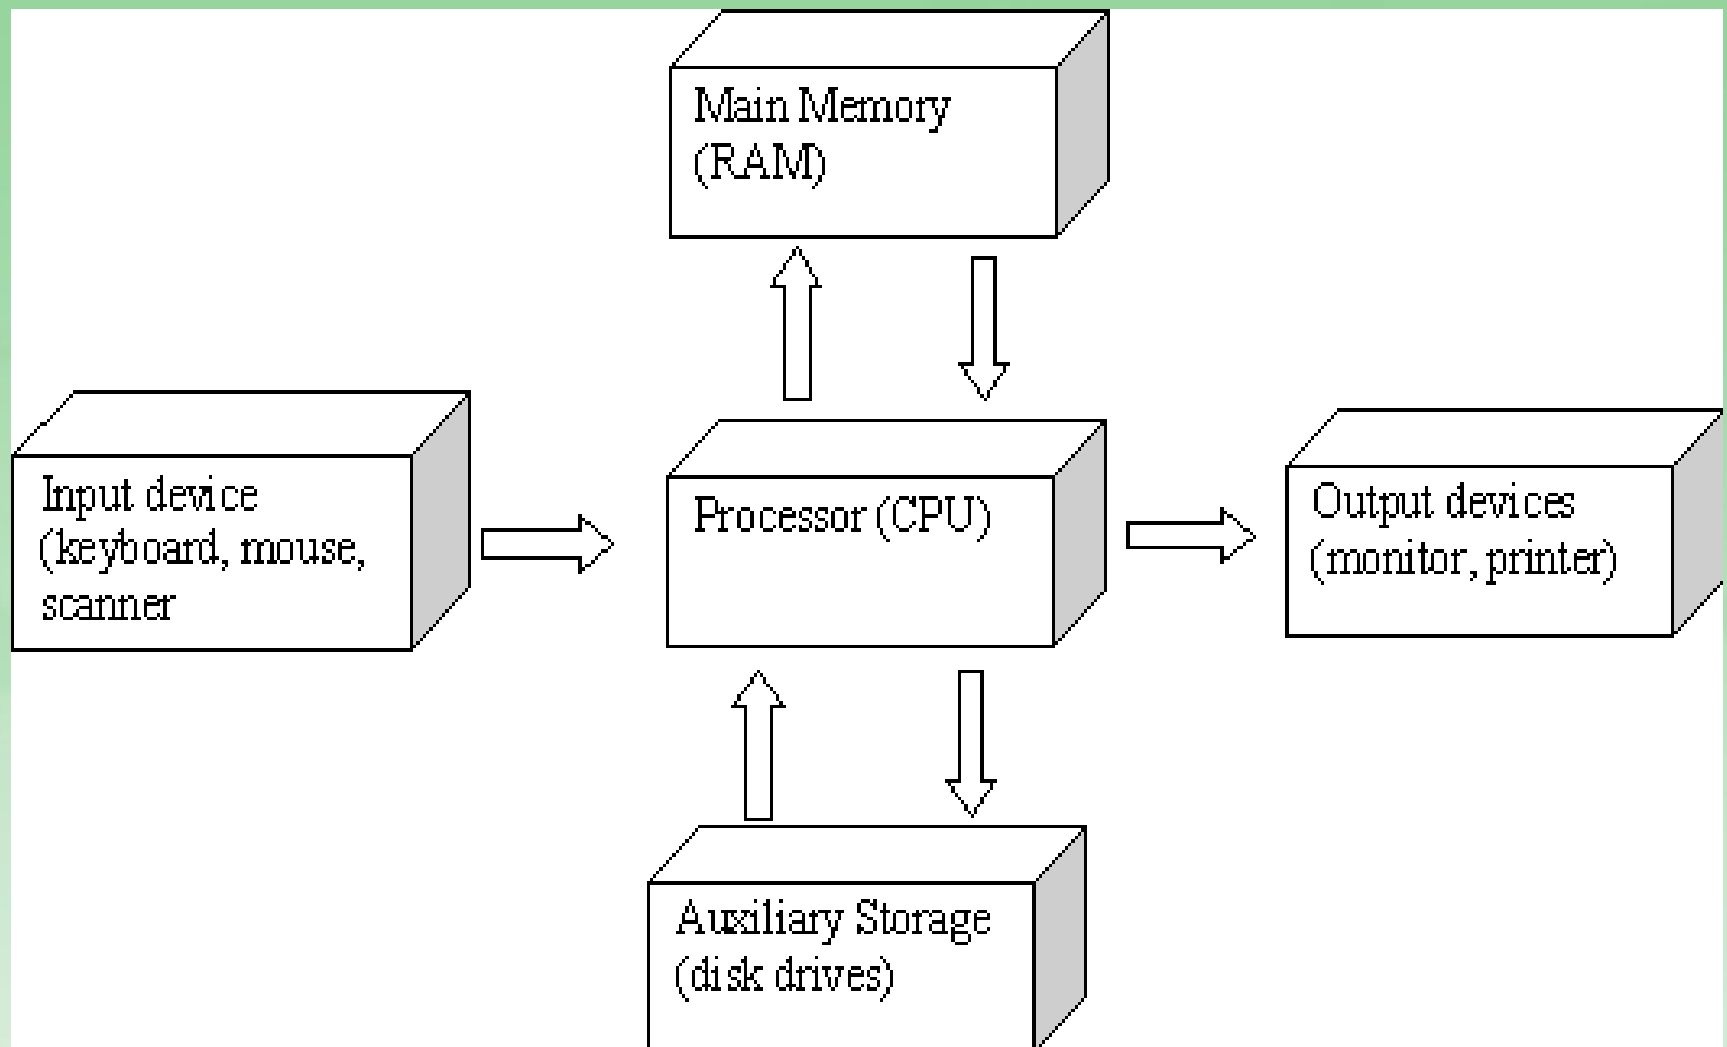 Main Memory
(RAM)
Input device
(keyboard, mouse,
scanner
Processor (CPU)
Output devices
(monitor, printer)
Auxiliary Storage
(disk drives)